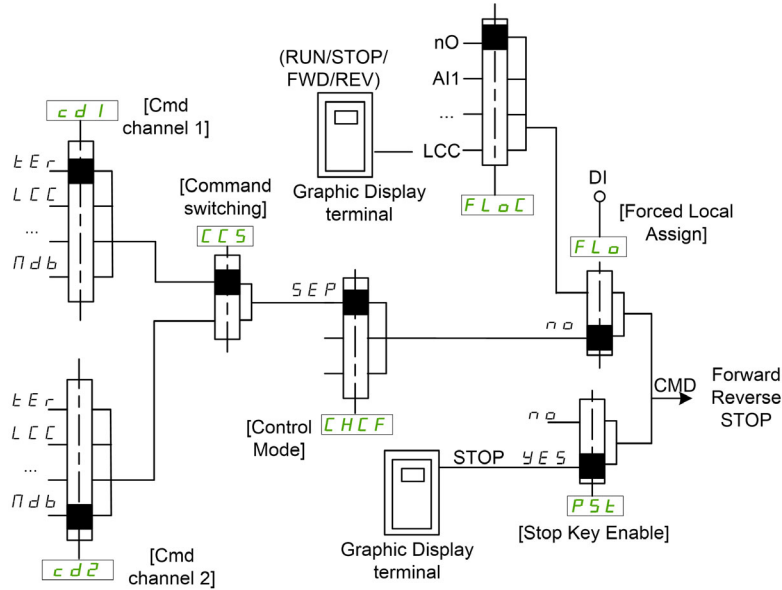 (RUN/STOP/
FWD/REV)
nO
AI1
...
LCC
Graphic Display
terminal
FLoC
cd1
[Cmd
channel 1]
tEr
LCC
...
Mdb
[Command
switching]
CCS
DI
[Forced Local
Assign]
FLo
SEP
no
CHCF
[Control
Mode]
tEr
LCC
...
Mdb
cd2
[Cmd
channel 2]
no
STOP
YES
PSt
[Stop Key Enable]
Graphic Display
terminal
CMD
Forward
Reverse
STOP